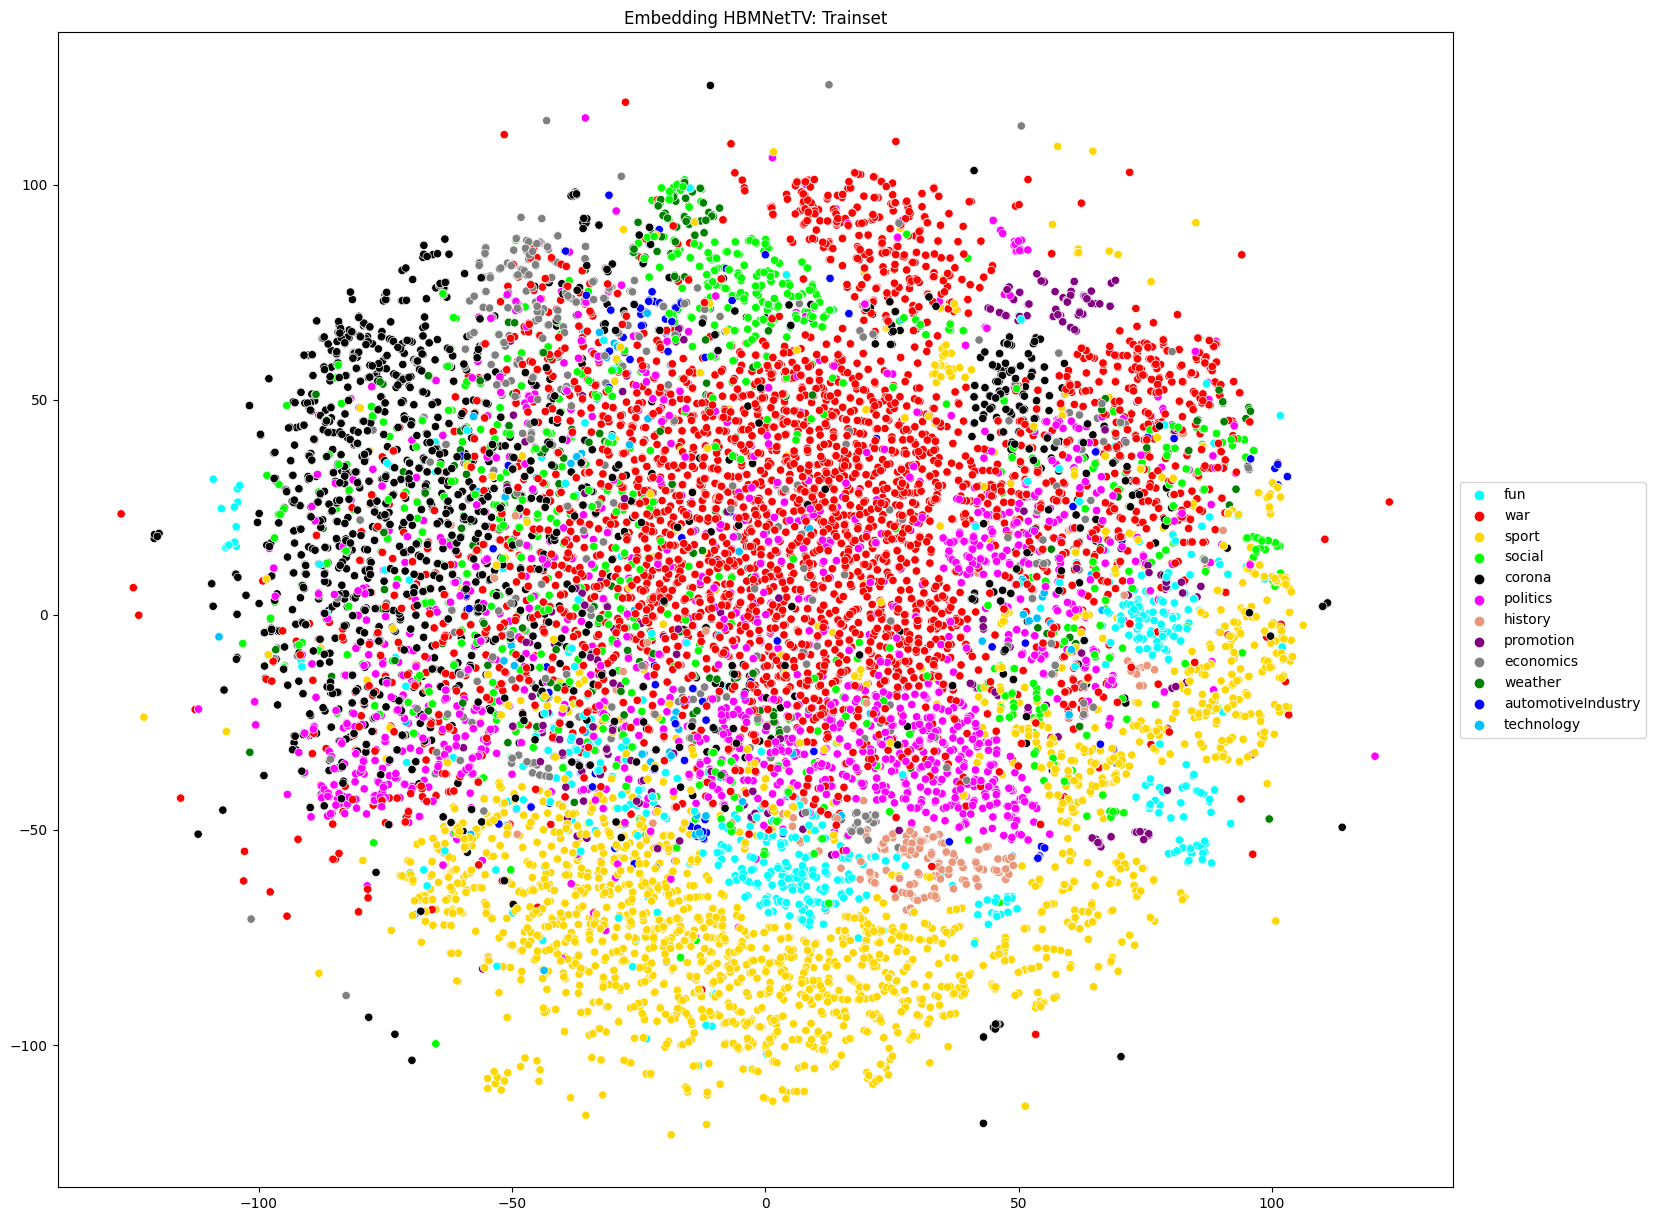 Embedding HBMNetTV: Trainset
100
50
0
−50
−100
−100
−50
0
50
100
fun
war
sport
social
corona
politics
history
promotion
economics
weather
automotiveIndustry
technology